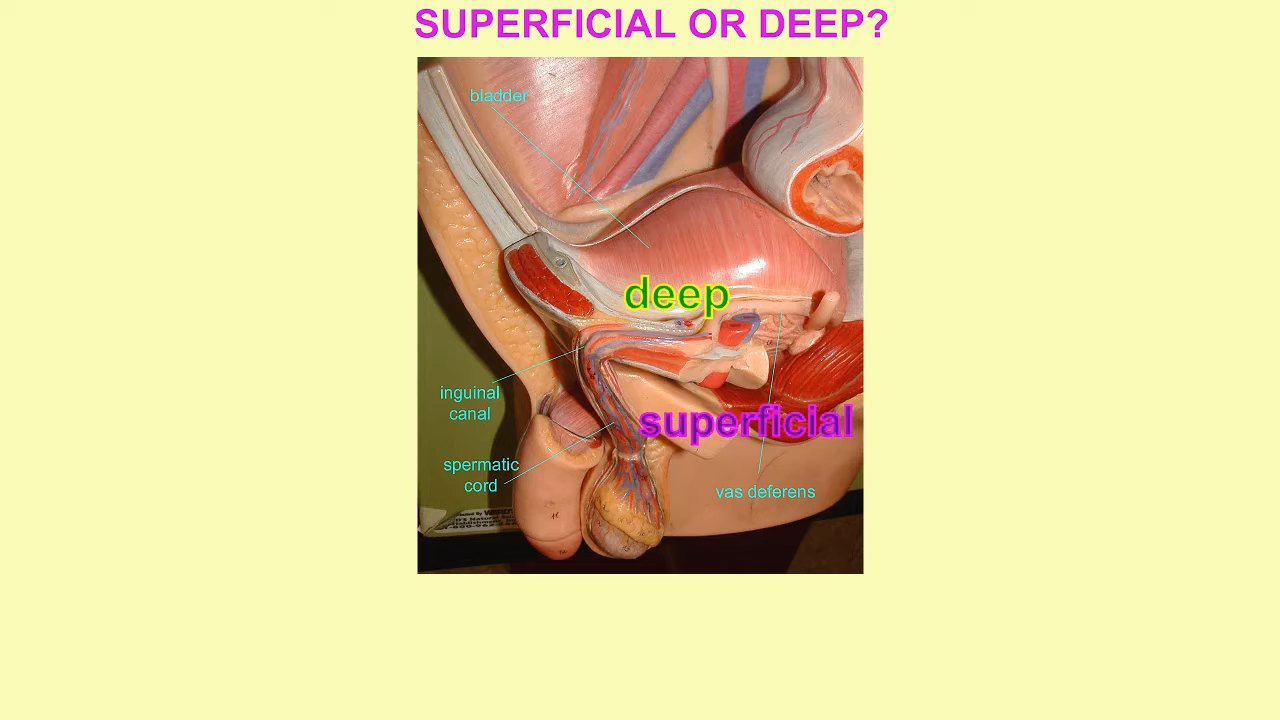 SUPERFICIAL OR DEEP?
bladder
deep
inguinal
canal
superficial
spermatic
cord
vas deferens